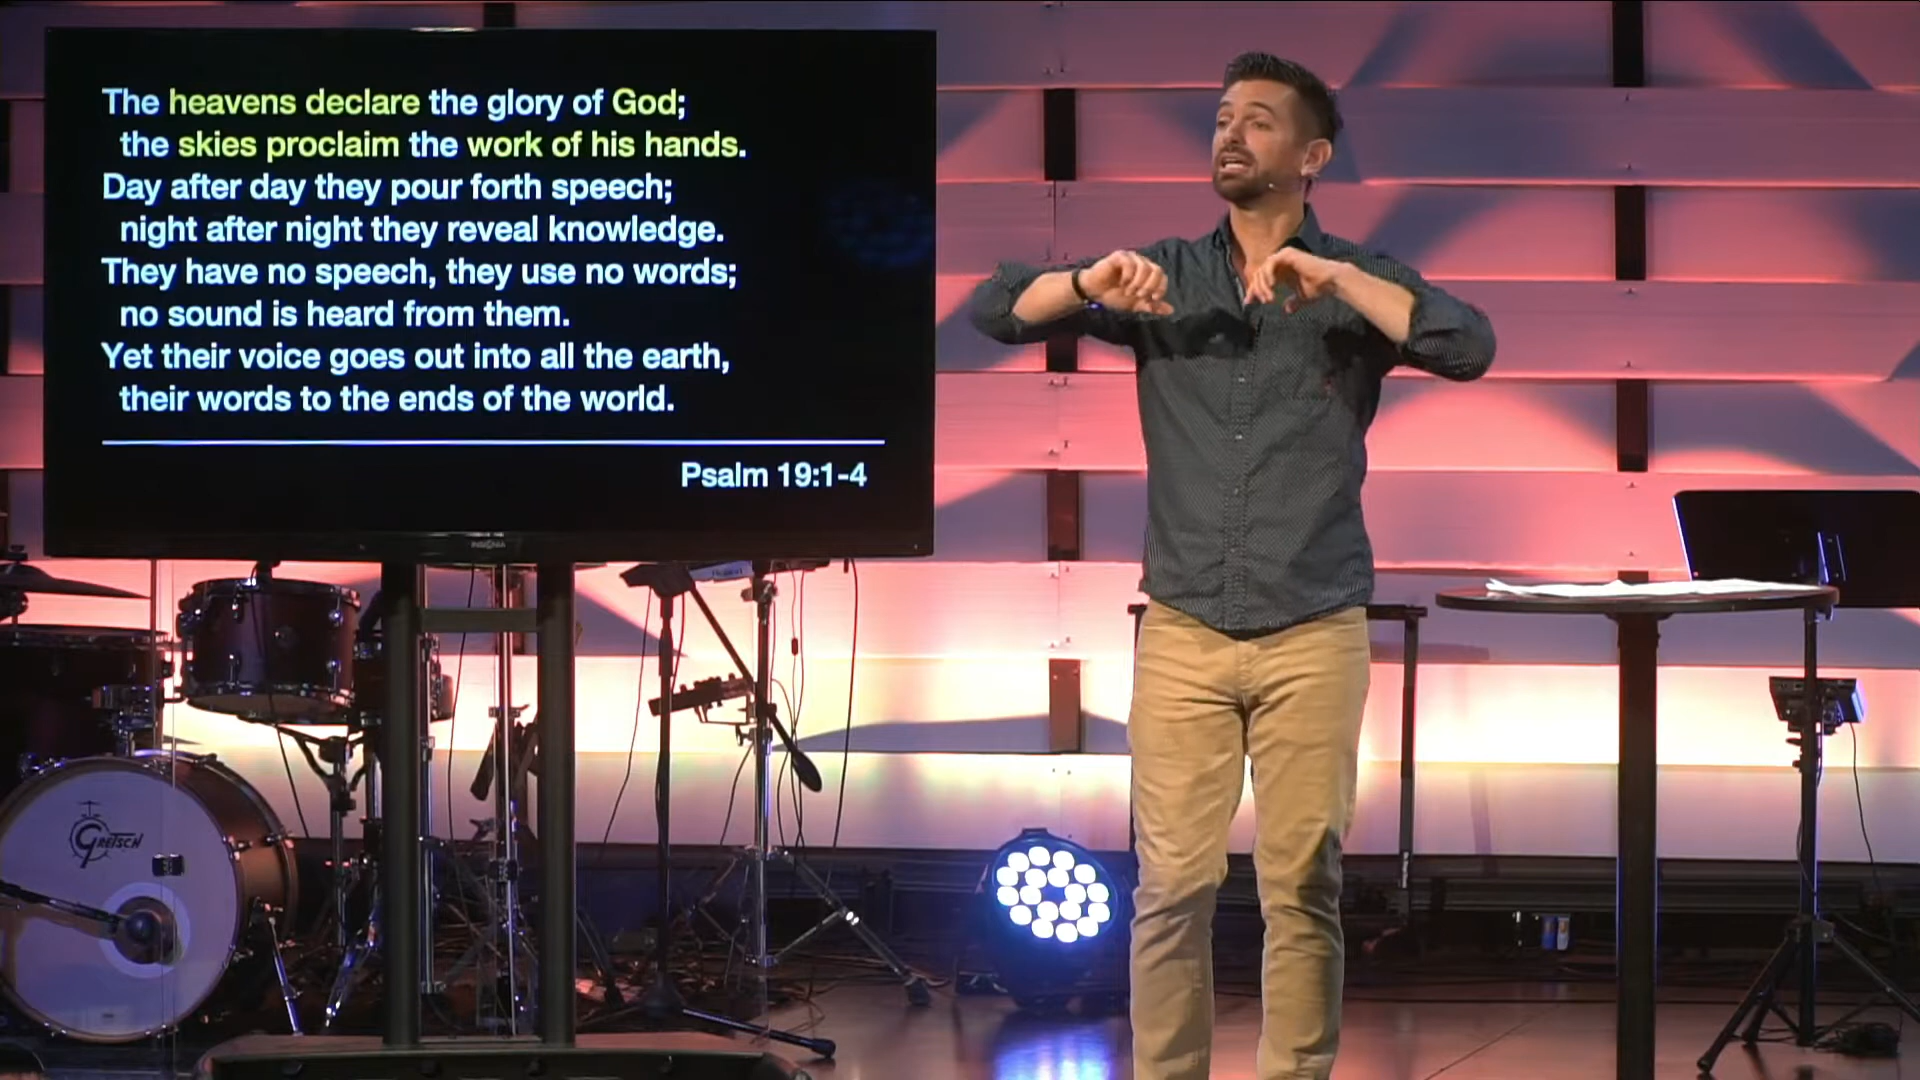 The heavens declare the glory of God;
the skies proclaim the work of his hands.
Day after day they pour forth speech;
night after night they reveal knowledge.
They have no speech, they use no words;
no sound is heard from them.
Yet their voice goes out into all the earth,
their words to the ends of the world.
Psalm 19:1-4
INSIGNIA
Roland
GRETSCH